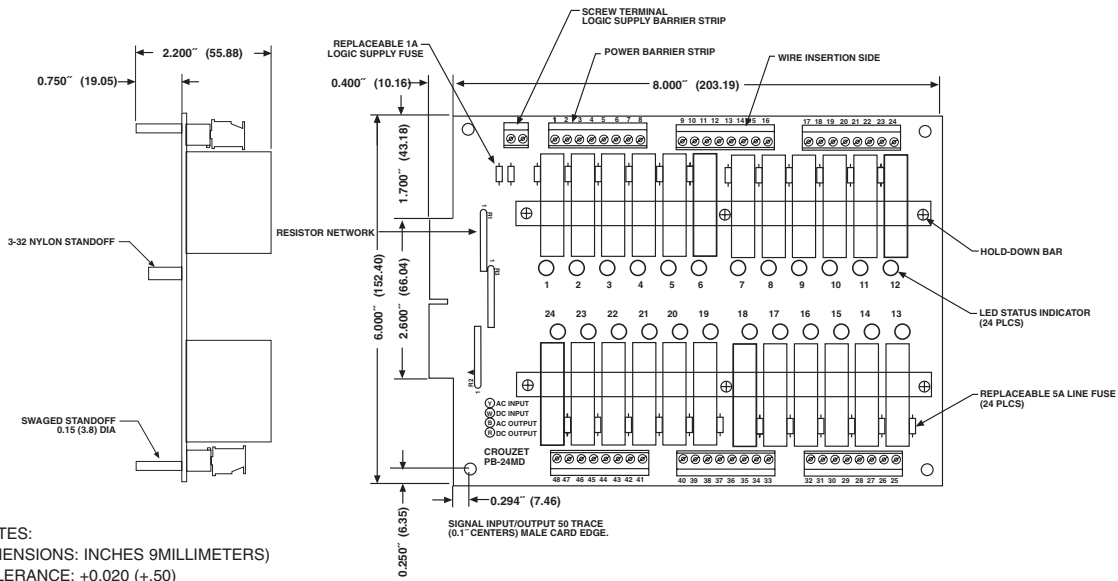 SCREW TERMINAL
LOGIC SUPPLY BARRIER STRIP
2.200˝ (55.88)
REPLACEABLE 1A
LOGIC SUPPLY FUSE
POWER BARRIER STRIP
WIRE INSERTION SIDE
0.750˝ (19.05)
0.400˝ (10.16)
8.000˝ (203.19)
1 2 3 4 5 6 7 8
9 10 11 12 13 14 15 16
17 18 19 20 21 22 23 24
1.700˝ (43.18)
1
R1
RESISTOR NETWORK
3-32 NYLON STANDOFF
HOLD-DOWN BAR
1
R3
6.000˝ (152.40)
2.600˝ (66.04)
1 2 3 4 5 6 7 8 9 10 11 12
LED STATUS INDICATOR
(24 PLCS)
24 23 22 21 20 19 18 17 16 15 14 13
R2
1
REPLACEABLE 5A LINE FUSE
(24 PLCS)
Y AC INPUT
W DC INPUT
B AC OUTPUT
R DC OUTPUT
SWAGED STANDOFF
0.15 (3.8) DIA
CROUZET
PB-24MD
48 47 46 45 44 43 42 41
40 39 38 37 36 35 34 33
32 31 30 29 28 27 26 25
0.294˝ (7.46)
0.250˝ (6.35)
SIGNAL INPUT/OUTPUT 50 TRACE
(0.1˝ CENTERS) MALE CARD EDGE.
TES:
IENSIONS: INCHES 9MILLIMETERS)
LERANCE: +0.020 (+.50)